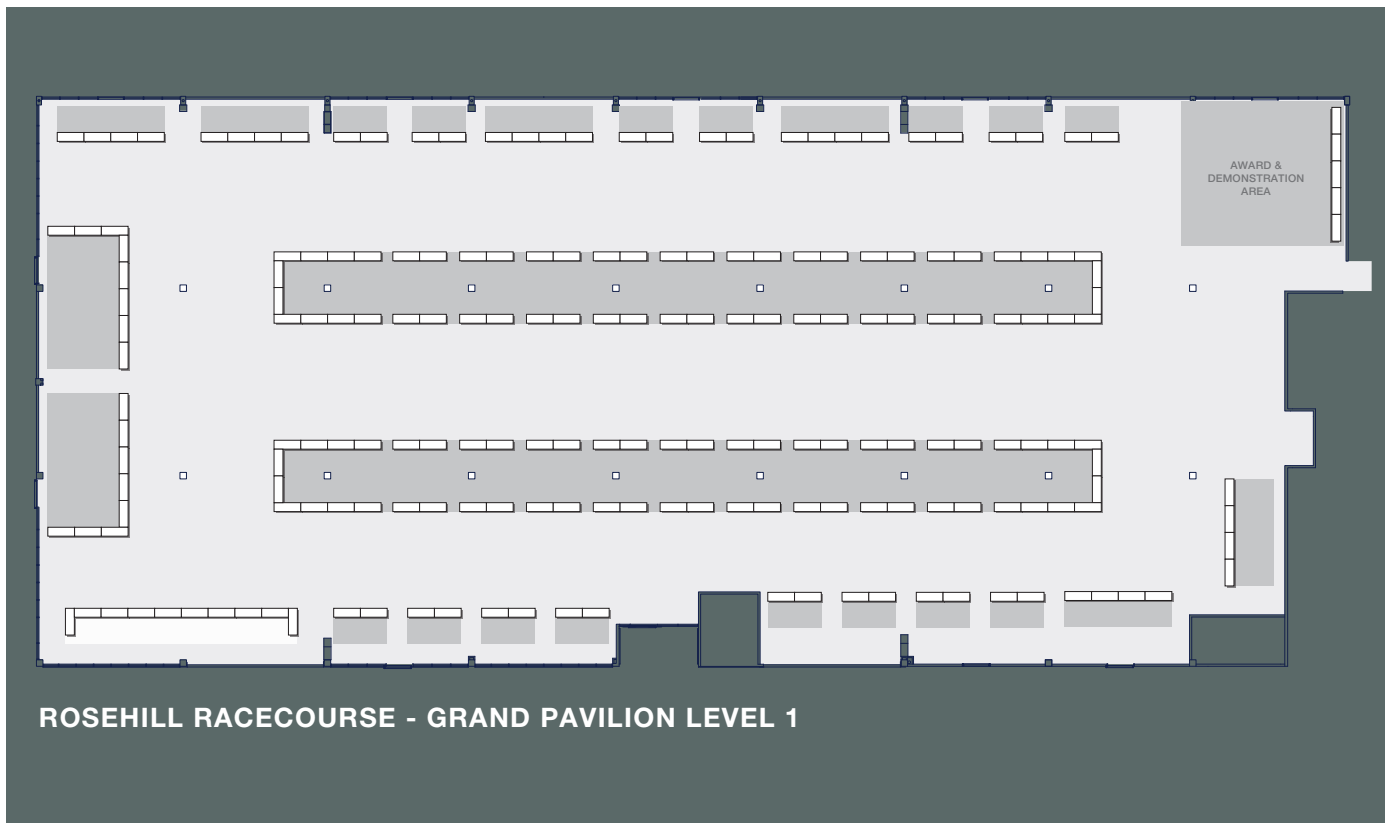 AWARD &
DEMONSTRATION
AREA
ROSEHILL RACECOURSE - GRAND PAVILION LEVEL 1